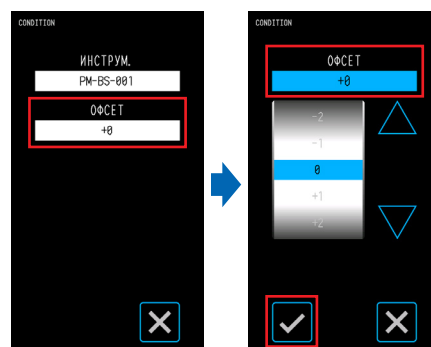 CONDITION
ИНСТРУМ.
PM-BS-001
ОФСЕТ
+0
CONDITION
ОФСЕТ
+0
-2
-1
0
+1
+2